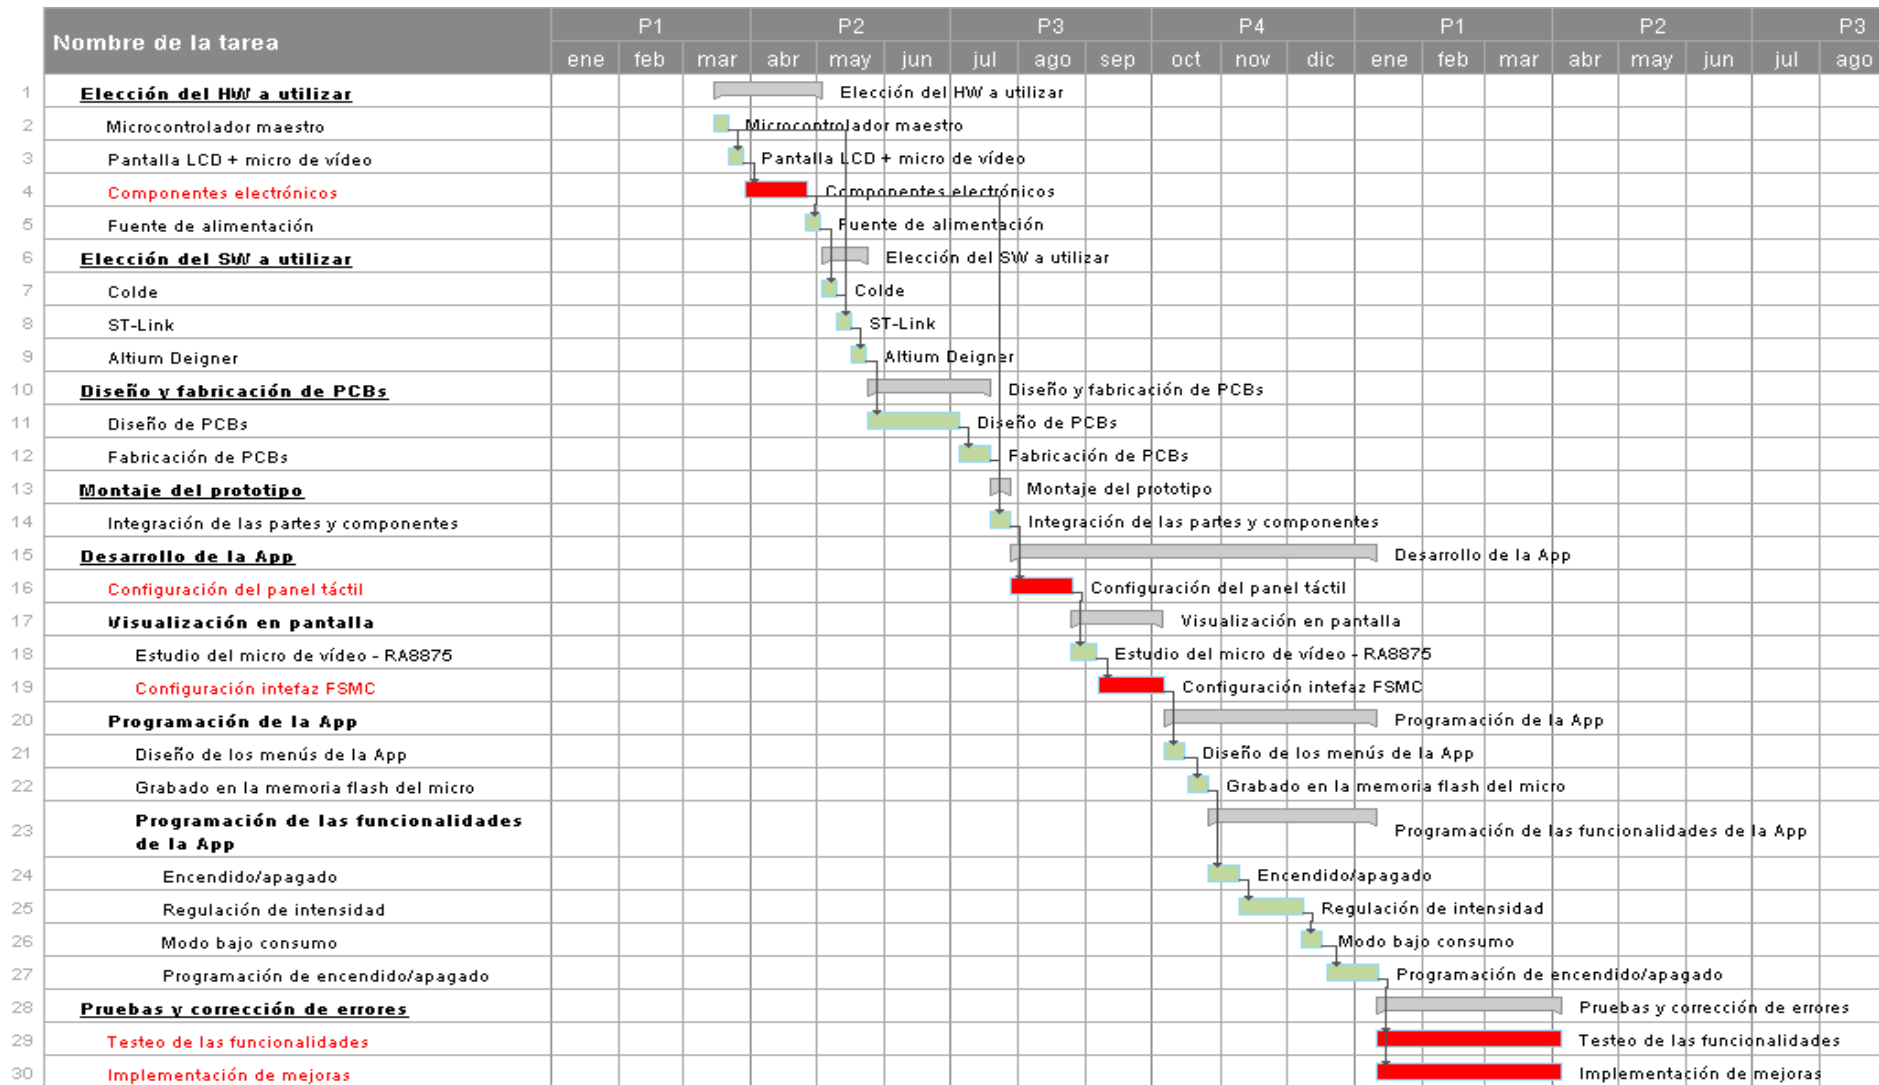 Nombre de la tarea
P1 P2 P3 P4 P1 P2 P3
ene feb mar abr may jun jul ago sep oct nov dic ene feb mar abr may jun jul ago
1 Elección del HW a utilizar Elección del HW a utilizar
2 Microcontrolador maestro Microcontrolador maestro
3 Pantalla LCD + micro de vídeo Pantalla LCD + micro de vídeo
4 Componentes electrónicos Componentes electrónicos
5 Fuente de alimentación Fuente de alimentación
6 Elección del SW a utilizar Elección del SW a utilizar
7 Colde Colde
8 ST-Link ST-Link
9 Altium Deigner Altium Deigner
10 Diseño y fabricación de PCBs Diseño y fabricación de PCBs
11 Diseño de PCBs Diseño de PCBs
12 Fabricación de PCBs Fabricación de PCBs
13 Montaje del prototipo Montaje del prototipo
14 Integración de las partes y componentes Integración de las partes y componentes
15 Desarrollo de la App Desarrollo de la App
16 Configuración del panel táctil Configuración del panel táctil
17 Visualización en pantalla Visualización en pantalla
18 Estudio del micro de vídeo - RA8875 Estudio del micro de vídeo - RA8875
19 Configuración intefaz FSMC Configuración intefaz FSMC
20 Programación de la App Programación de la App
21 Diseño de los menús de la App Diseño de los menús de la App
22 Grabado en la memoria flash del micro Grabado en la memoria flash del micro
23 Programación de las funcionalidades
de la App Programación de las funcionalidades de la App
24 Encendido/apagado Encendido/apagado
25 Regulación de intensidad Regulación de intensidad
26 Modo bajo consumo Modo bajo consumo
27 Programación de encendido/apagado Programación de encendido/apagado
28 Pruebas y corrección de errores Pruebas y corrección de errores
29 Testeo de las funcionalidades Testeo de las funcionalidades
30 Implementación de mejoras Implementación de mejoras